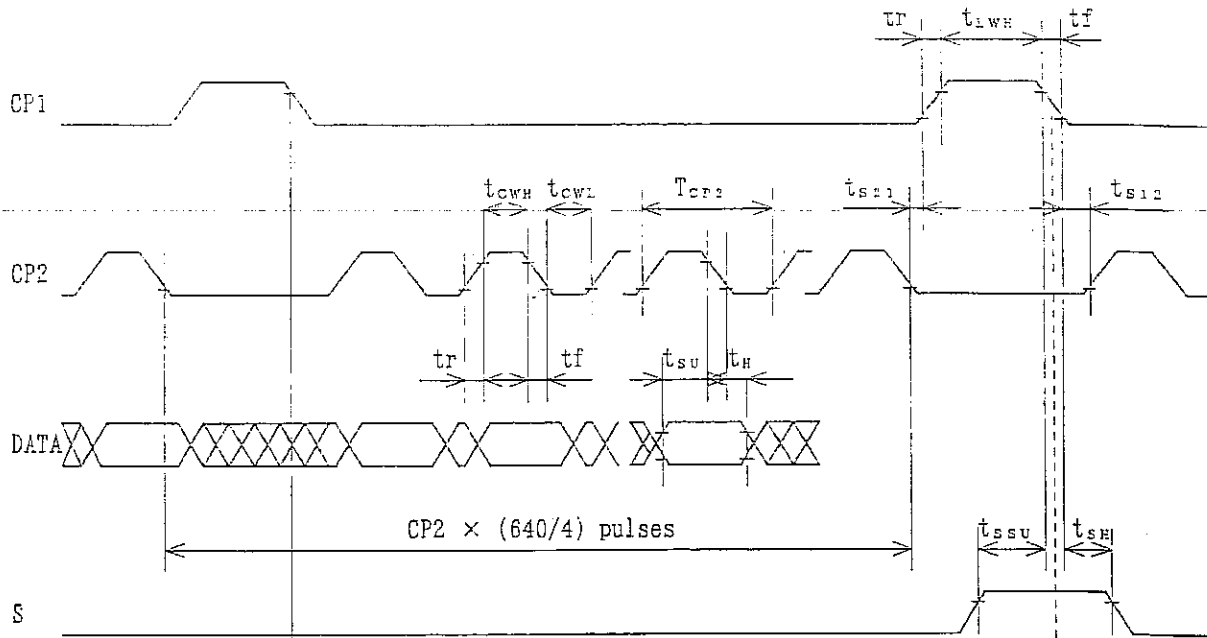 tr t1WH tf
CP1
tCWH tCWL TCP2 tS21 tS12
CP2
tr tf tSU tH
DATA
CP2 × (640/4) pulses
tSSU tSH
S